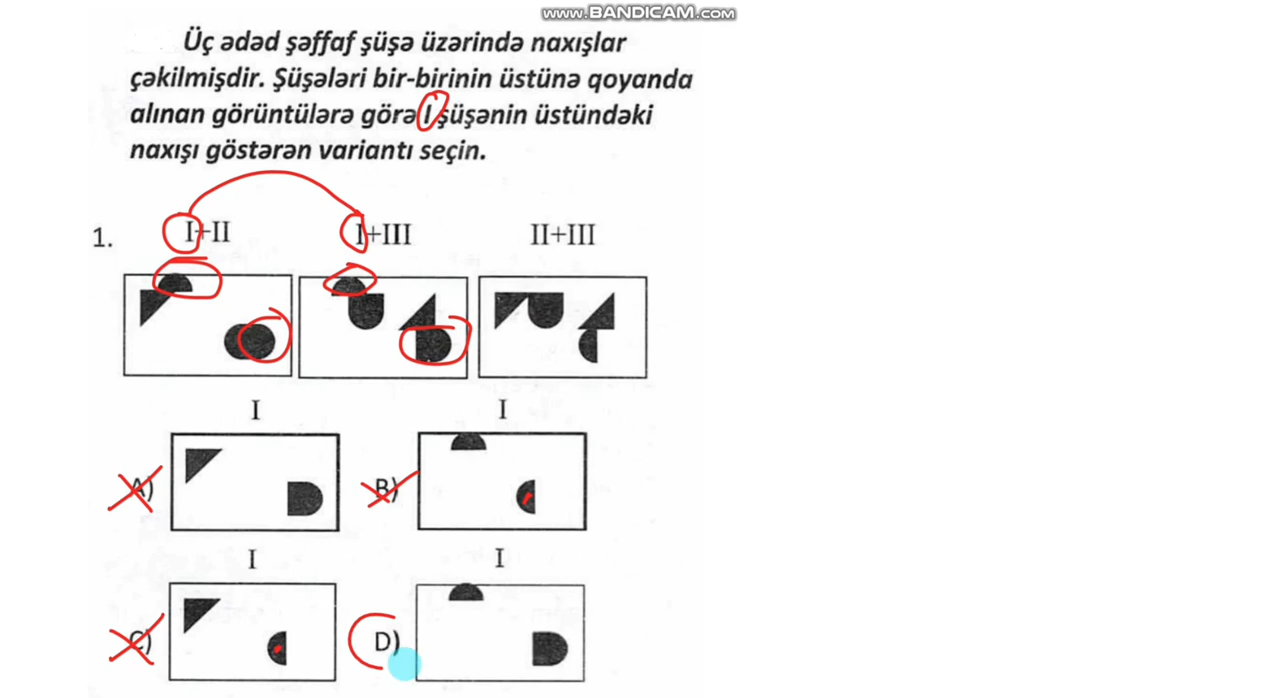 www.BANDICAM.com
Üç ədəd şəffaf şüşə üzərində naxışlar
çəkilmişdir. Şüşələri bir-birinin üstünə qoyanda
alınan görüntülərə görə I şüşənin üstündəki
naxışı göstərən variantı seçin.
1. I+II I+III II+III
I I
A) B)
I I
C) D)